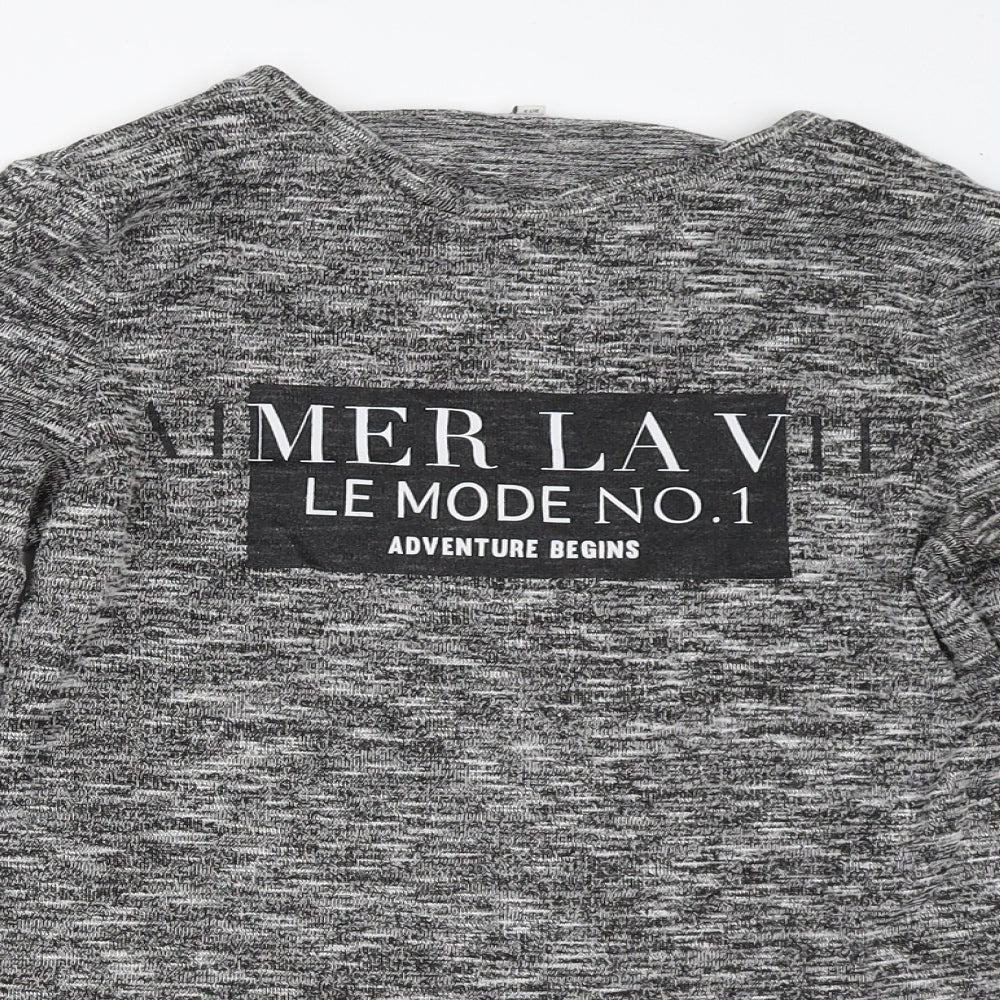 AIMER LA VIE
LE MODE NO.1
ADVENTURE BEGINS